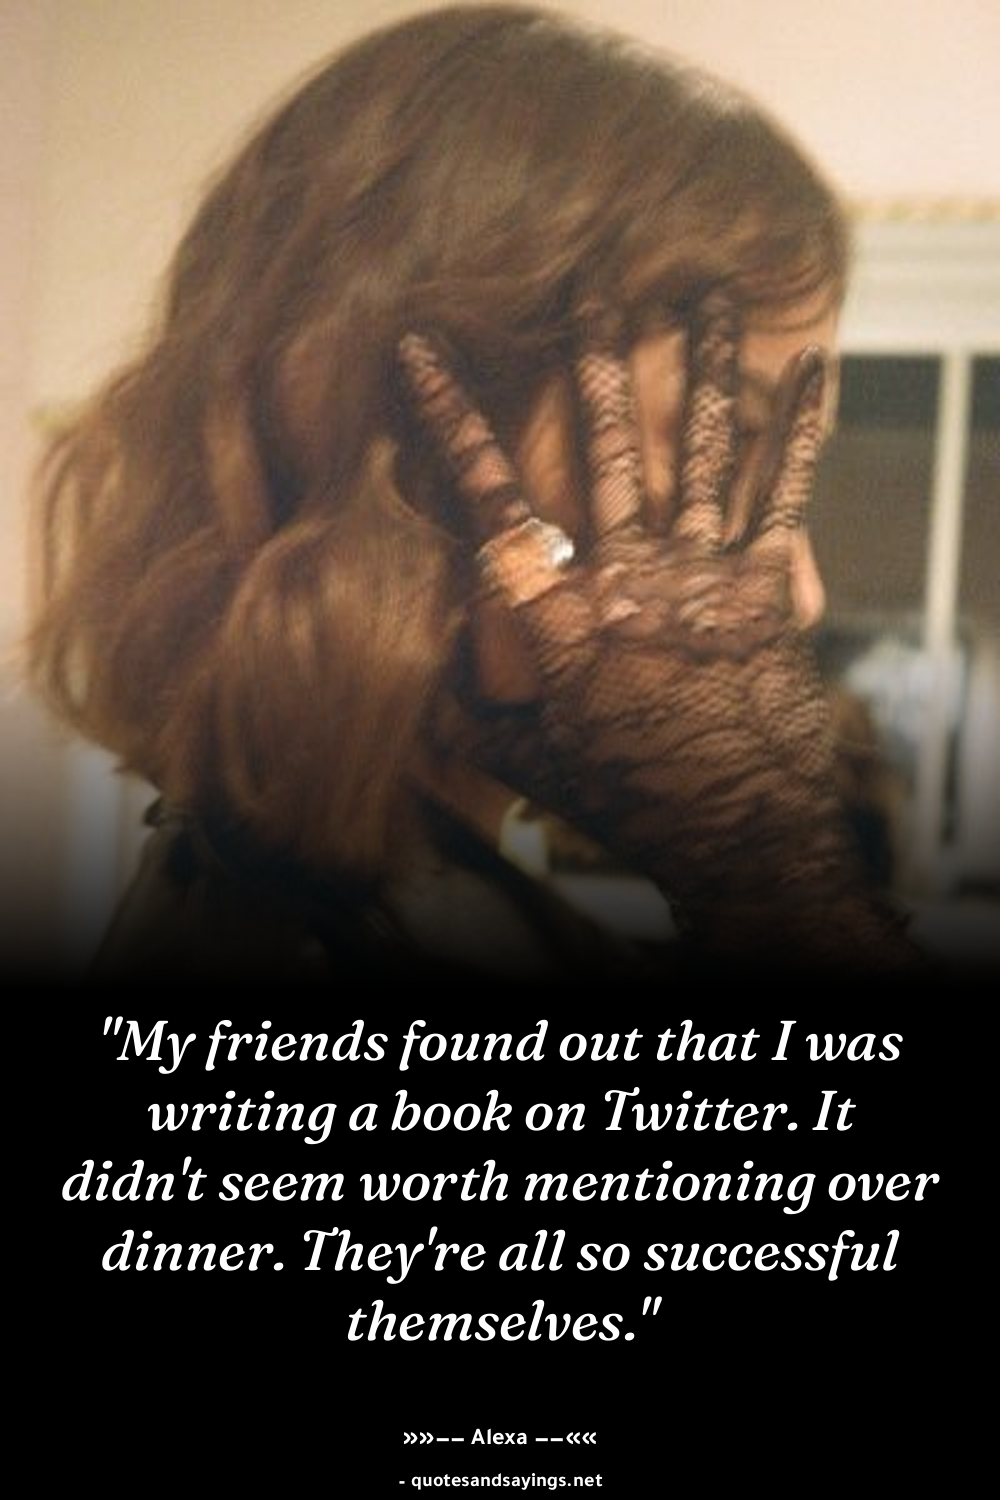 "My friends found out that I was
writing a book on Twitter. It
didn't seem worth mentioning over
dinner. They're all so successful
themselves."
»»−− Alexa −−««
- quotesandsayings.net